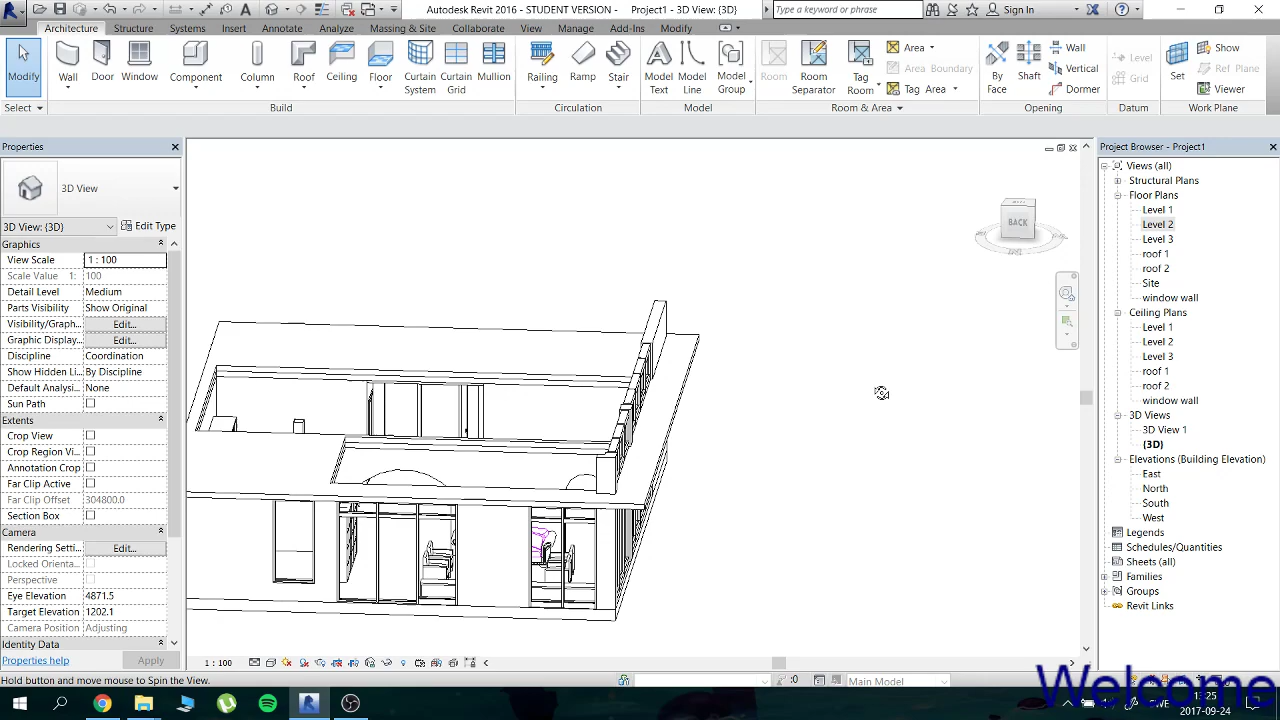 Autodesk Revit 2016 - STUDENT VERSION - Project1 - 3D View: {3D}
Type a keyword or phrase
Sign In
Architecture Structure Systems Insert Annotate Analyze Massing & Site Collaborate View Manage Add-Ins Modify
Modify Wall Door Window Component Column Roof Ceiling Floor Curtain System Curtain Grid Mullion Railing Ramp Stair Model Text Model Line Model Group Room Room Separator Tag Room
Area
Area Boundary
Tag Area
By Face Shaft
Wall
Vertical
Dormer
Level
Grid
Set
Show
Ref Plane
Viewer
Select Build Circulation Model Room & Area Opening Datum Work Plane
Properties
3D View
3D View: {3D} Edit Type
Graphics
View Scale 1 : 100
Scale Value 1: 100
Detail Level Medium
Parts Visibility Show Original
Visibility/Graph... Edit...
Graphic Display... Edit...
Discipline Coordination
Show Hidden Li... By Discipline
Default Analysi... None
Sun Path
Extents
Crop View
Crop Region Vi...
Annotation Crop
Far Clip Active
Far Clip Offset 304800.0
Section Box
Camera
Rendering Setti... Edit...
Locked Orienta...
Perspective
Eye Elevation 4871.5
Target Elevation 1202.1
Camera Position Adjusting
Identity Data
Properties help Apply
BACK
1 : 100
Project Browser - Project1
Views (all)
Structural Plans
Floor Plans
Level 1
Level 2
Level 3
roof 1
roof 2
Site
window wall
Ceiling Plans
Level 1
Level 2
Level 3
roof 1
roof 2
window wall
3D Views
3D View 1
{3D}
Elevations (Building Elevation)
East
North
South
West
Legends
Schedules/Quantities
Sheets (all)
Families
Groups
Revit Links
Hold button and move mouse to Spin the View.
:0
Main Model
Welcome
SWE
13:25
2017-09-24